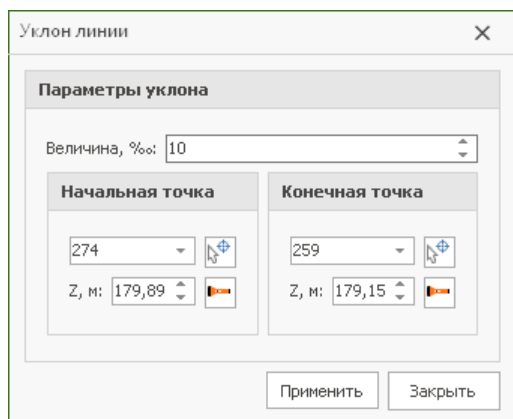 Уклон линии
Параметры уклона
Величина, ‰: 10
Начальная точка
274
Z, м: 179,89
Конечная точка
259
Z, м: 179,15
Применить
Закрыть